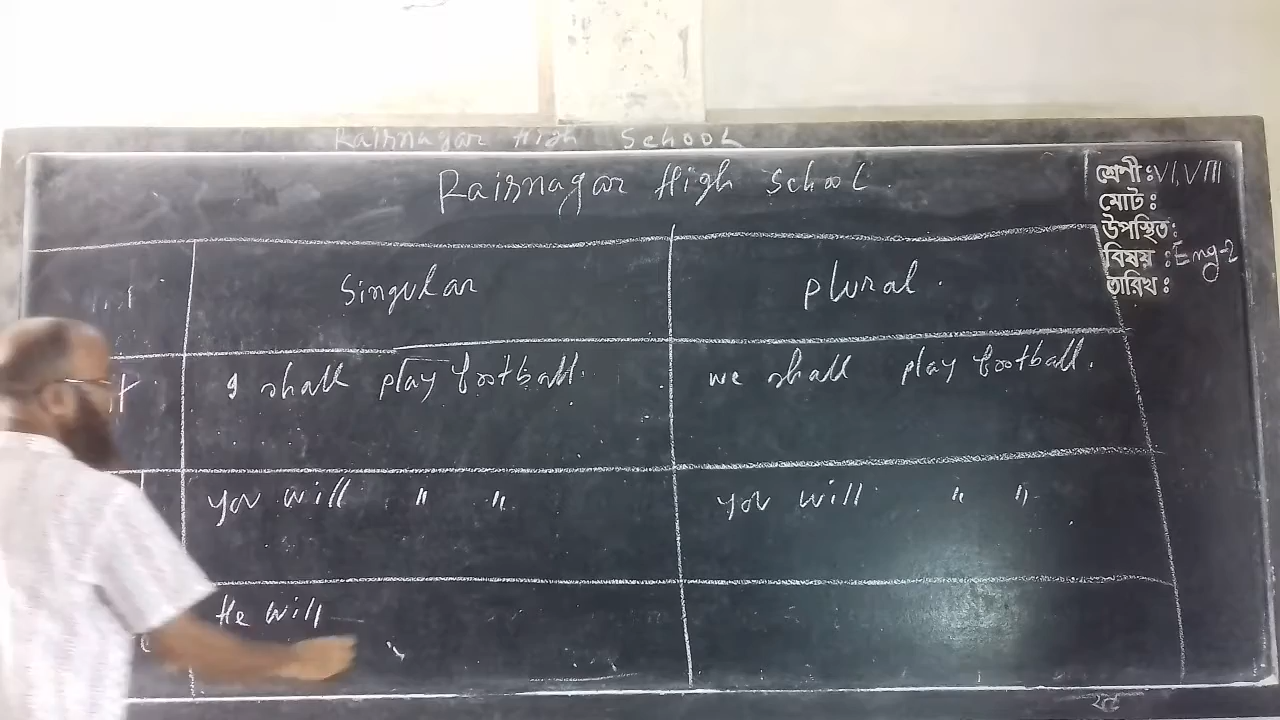 Raisnagar High School
Raisnagar High School.
শ্রেণী: VI, VIII
মোট:
উপস্থিত:
বিষয়: Eng-2
তারিখ:
Singular plural.
I shall play football. we shall play football.
you will " " you will " "
He will